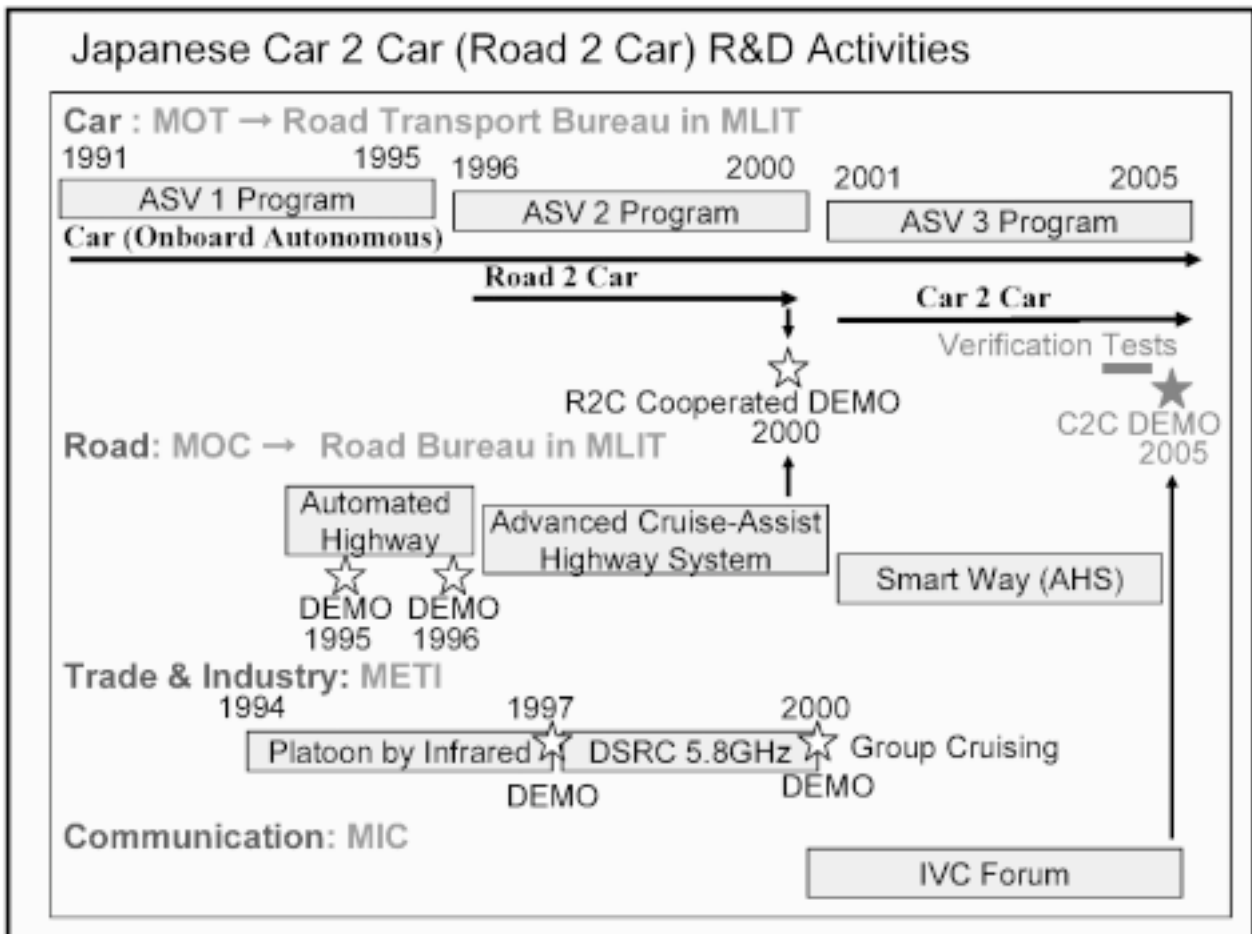 Japanese Car 2 Car (Road 2 Car) R&D Activities
Car : MOT → Road Transport Bureau in MLIT
1991 1995 1996 2000 2001 2005
ASV 1 Program ASV 2 Program ASV 3 Program
Car (Onboard Autonomous)
Road 2 Car
Car 2 Car
Verification Tests
R2C Cooperated DEMO
2000
C2C DEMO
2005
Road: MOC → Road Bureau in MLIT
Automated
Highway
Advanced Cruise-Assist
Highway System
Smart Way (AHS)
DEMO
1995
DEMO
1996
Trade & Industry: METI
1994 1997 2000
Platoon by Infrared DSRC 5.8GHz Group Cruising
DEMO DEMO
Communication: MIC
IVC Forum